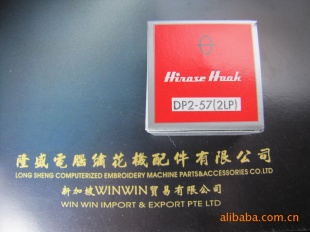 Hirose Hook
DP2-57(2LP)
隆盛電腦繡花機配件有限公司
LONG SHENG COMPUTERIZED EMBROIDERY MACHINE PARTS&ACCESSORIES CO.LTD
新加坡WINWIN貿易有限公司
WIN WIN IMPORT & EXPORT PTE LTD
alibaba.com.cn